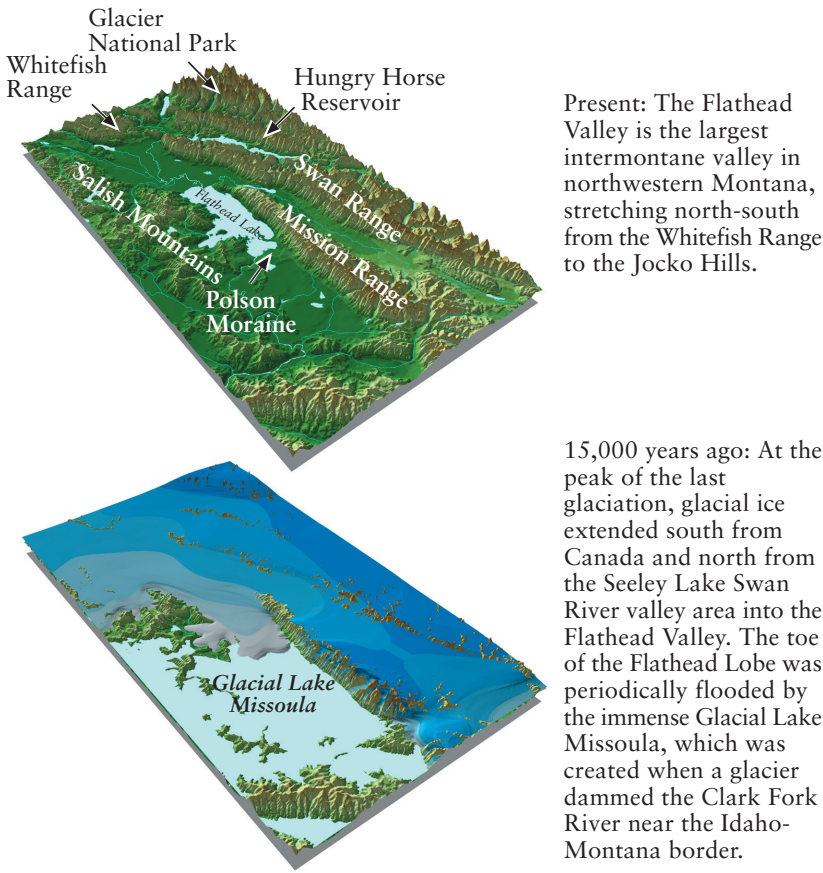 Glacier
National Park
Whitefish
Range
Hungry Horse
Reservoir
Swan Range
Salish Mountains
Flathead Lake
Mission Range
Polson
Moraine
Present: The Flathead
Valley is the largest
intermontane valley in
northwestern Montana,
stretching north-south
from the Whitefish Range
to the Jocko Hills.
Glacial Lake
Missoula
15,000 years ago: At the
peak of the last
glaciation, glacial ice
extended south from
Canada and north from
the Seeley Lake Swan
River valley area into the
Flathead Valley. The toe
of the Flathead Lobe was
periodically flooded by
the immense Glacial Lake
Missoula, which was
created when a glacier
dammed the Clark Fork
River near the Idaho-
Montana border.